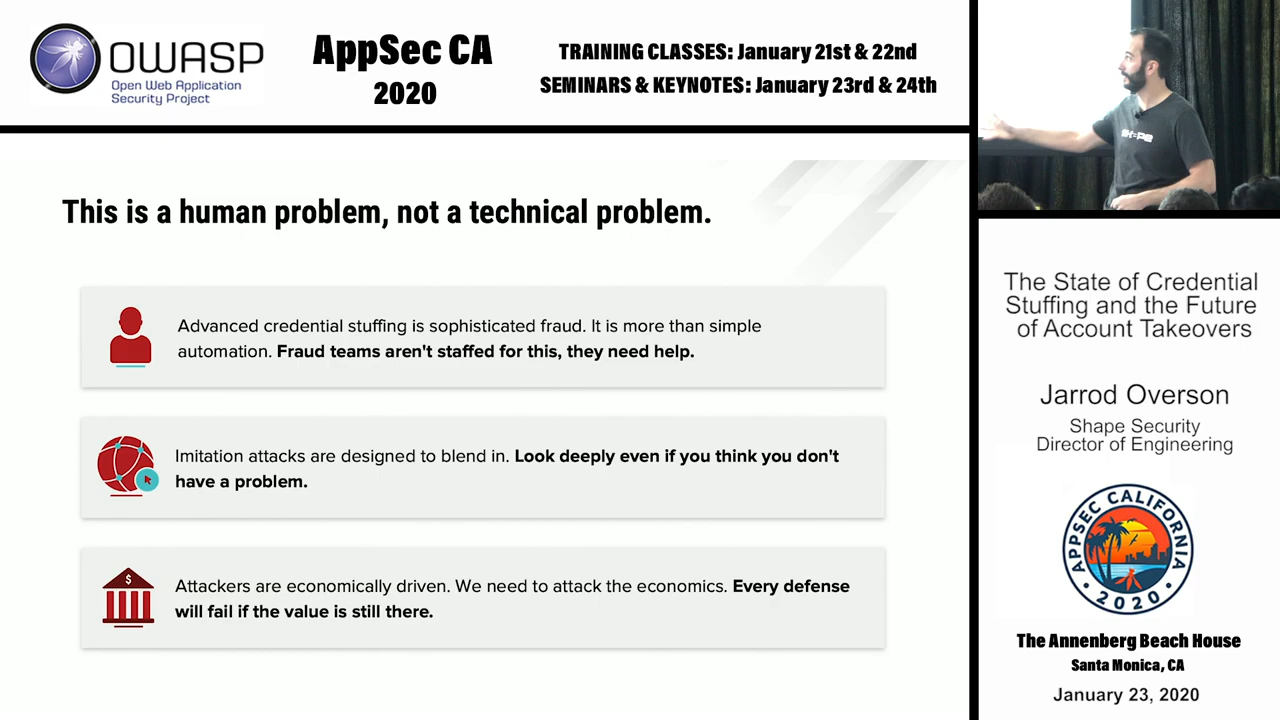 OWASP
Open Web Application
Security Project
AppSec CA
2020
TRAINING CLASSES: January 21st & 22nd
SEMINARS & KEYNOTES: January 23rd & 24th
This is a human problem, not a technical problem.
Advanced credential stuffing is sophisticated fraud. It is more than simple
automation. Fraud teams aren't staffed for this, they need help.
Imitation attacks are designed to blend in. Look deeply even if you think you don't
have a problem.
$
Attackers are economically driven. We need to attack the economics. Every defense
will fail if the value is still there.
SH>PE
The State of Credential
Stuffing and the Future
of Account Takeovers
Jarrod Overson
Shape Security
Director of Engineering
APPSEC CALIFORNIA
• 2020 •
The Annenberg Beach House
Santa Monica, CA
January 23, 2020